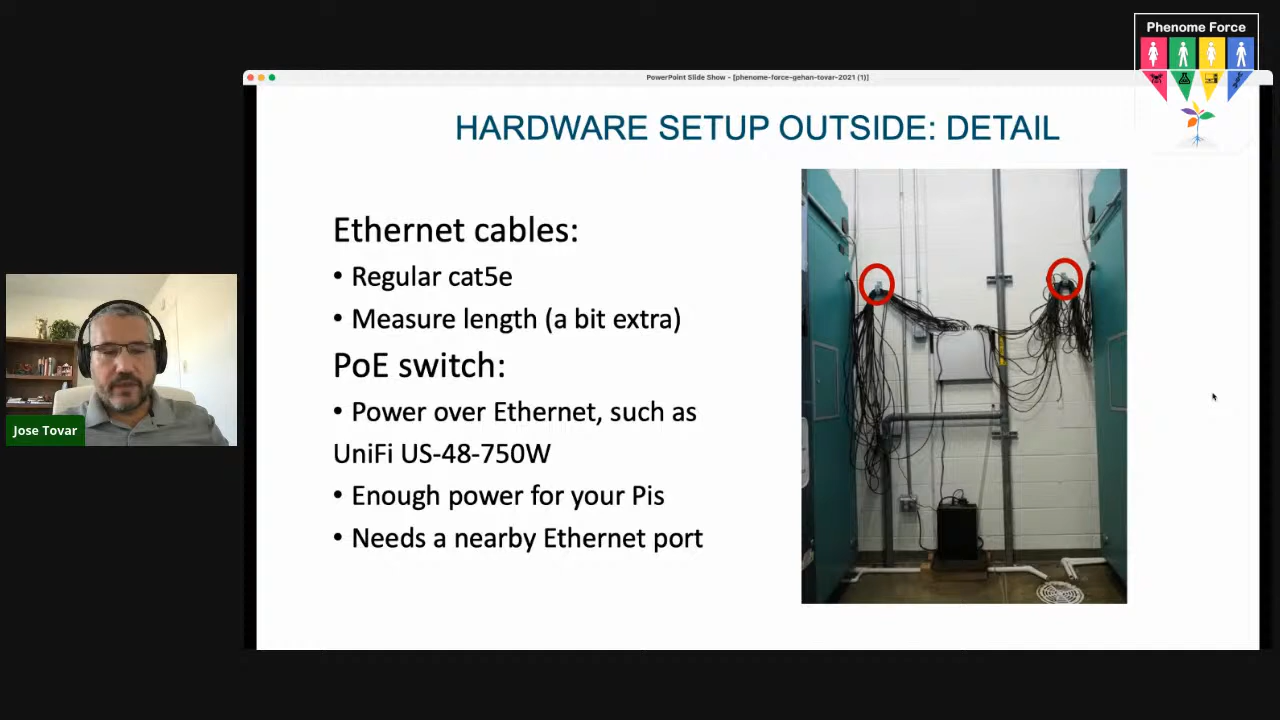 Phenome Force
PowerPoint Slide Show - [phenome-force-gehan-tovar-2021 (1)]
HARDWARE SETUP OUTSIDE: DETAIL
Ethernet cables:
• Regular cat5e
• Measure length (a bit extra)
PoE switch:
• Power over Ethernet, such as
UniFi US-48-750W
• Enough power for your Pis
• Needs a nearby Ethernet port
Jose Tovar